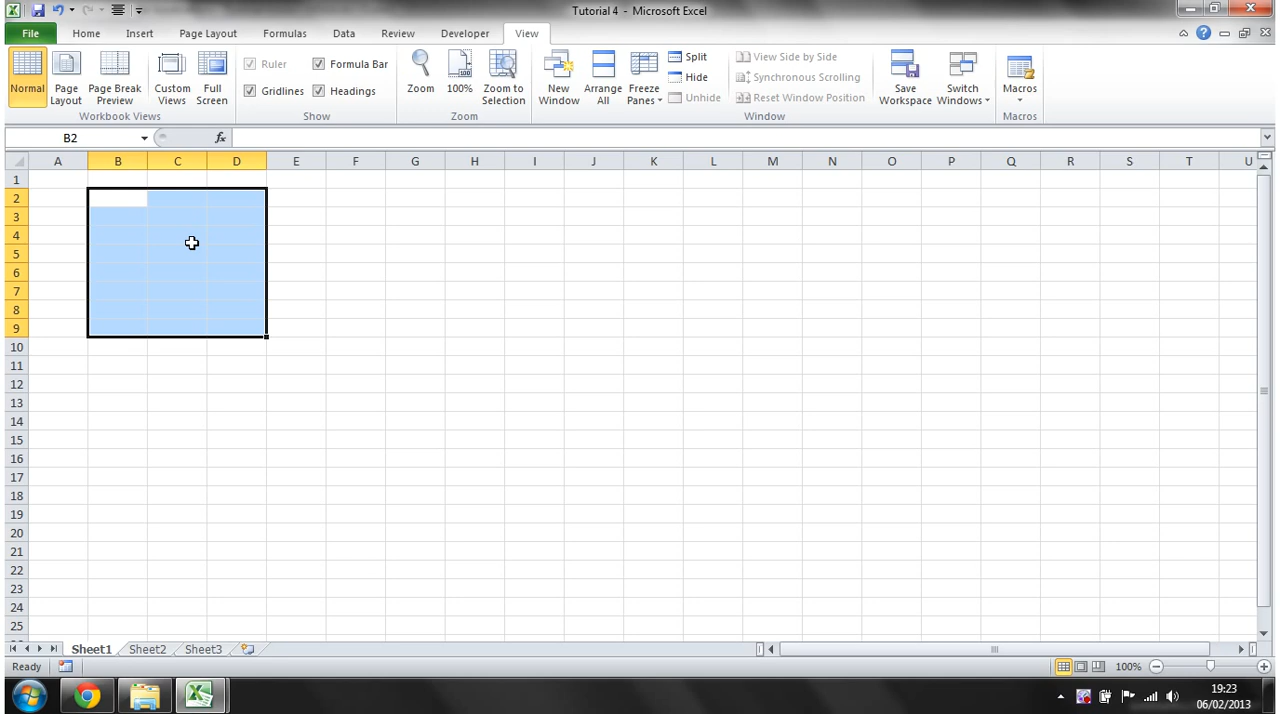 Tutorial 4 - Microsoft Excel
File Home Insert Page Layout Formulas Data Review Developer View
Normal Page Layout Page Break Preview Custom Views Full Screen
Workbook Views
Ruler Formula Bar
Gridlines Headings
Show
Zoom 100% Zoom to Selection
Zoom
New Window Arrange All Freeze Panes
Split
Hide
Unhide
View Side by Side
Synchronous Scrolling
Reset Window Position
Window
Save Workspace Switch Windows
Macros
Macros
B2 fx
A B C D E F G H I J K L M N O P Q R S T U
1
2
3
4
5
6
7
8
9
10
11
12
13
14
15
16
17
18
19
20
21
22
23
24
25
Sheet1 Sheet2 Sheet3
Ready 100%
19:23
06/02/2013